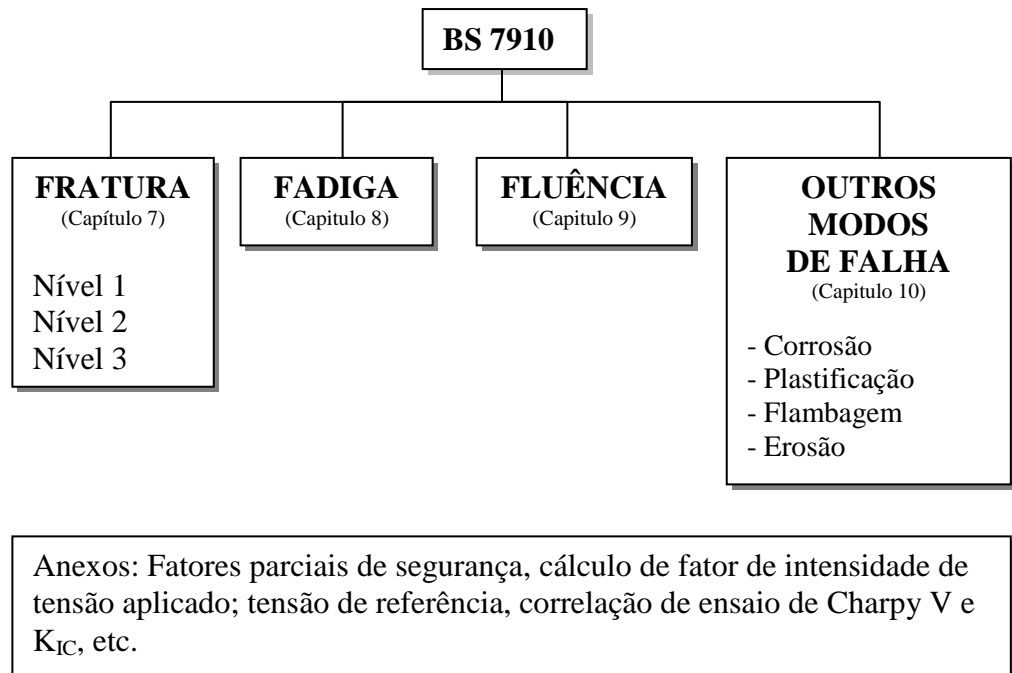 BS 7910
FRATURA
(Capítulo 7)
Nível 1
Nível 2
Nível 3
FADIGA
(Capitulo 8)
FLUÊNCIA
(Capitulo 9)
OUTROS
MODOS
DE FALHA
(Capitulo 10)
- Corrosão
- Plastificação
- Flambagem
- Erosão
Anexos: Fatores parciais de segurança, cálculo de fator de intensidade de
tensão aplicado; tensão de referência, correlação de ensaio de Charpy V e
K_IC, etc.